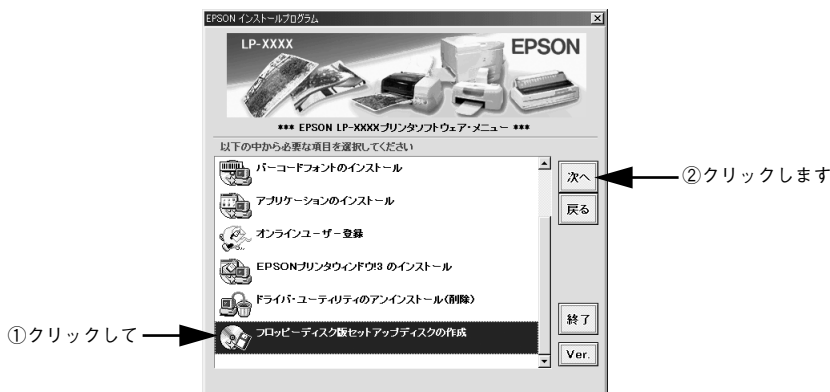 EPSON インストールプログラム
LP-XXXX
EPSON
*** EPSON LP-XXXXプリンタソフトウェア・メニュー ***
以下の中から必要な項目を選択してください
バーコードフォントのインストール
アプリケーションのインストール
オンラインユーザー登録
EPSONプリンタウィンドウ!3 のインストール
ドライバ・ユーティリティのアンインストール(削除)
フロッピーディスク版セットアップディスクの作成
次へ
戻る
終了
Ver.
①クリックして
②クリックします